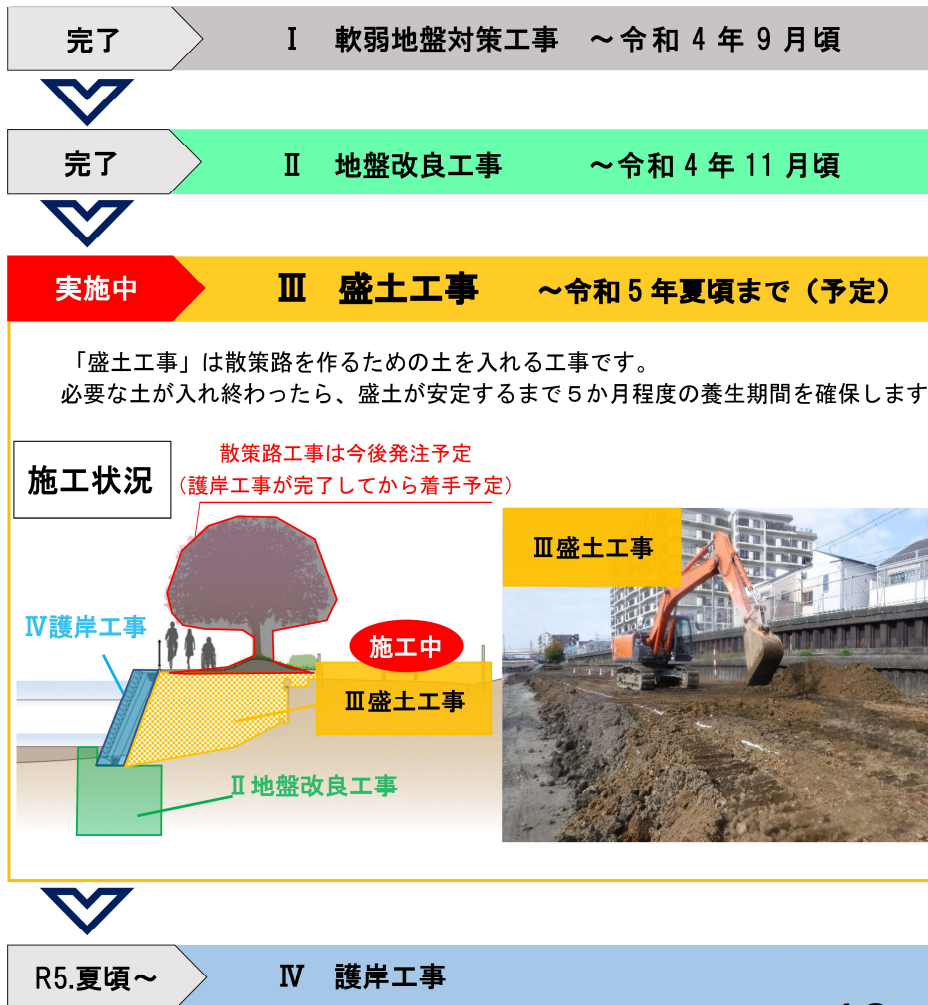 完了 Ⅰ 軟弱地盤対策工事 ～令和4年9月頃
完了 Ⅱ 地盤改良工事 ～令和4年11月頃
実施中 Ⅲ 盛土工事 ～令和5年夏頃まで（予定）
「盛土工事」は散策路を作るための土を入れる工事です。
必要な土が入れ終わったら、盛土が安定するまで５か月程度の養生期間を確保します
施工状況
散策路工事は今後発注予定
（護岸工事が完了してから着手予定）
Ⅲ盛土工事
Ⅳ護岸工事
施工中
Ⅲ盛土工事
Ⅱ地盤改良工事
R5.夏頃～ Ⅳ 護岸工事